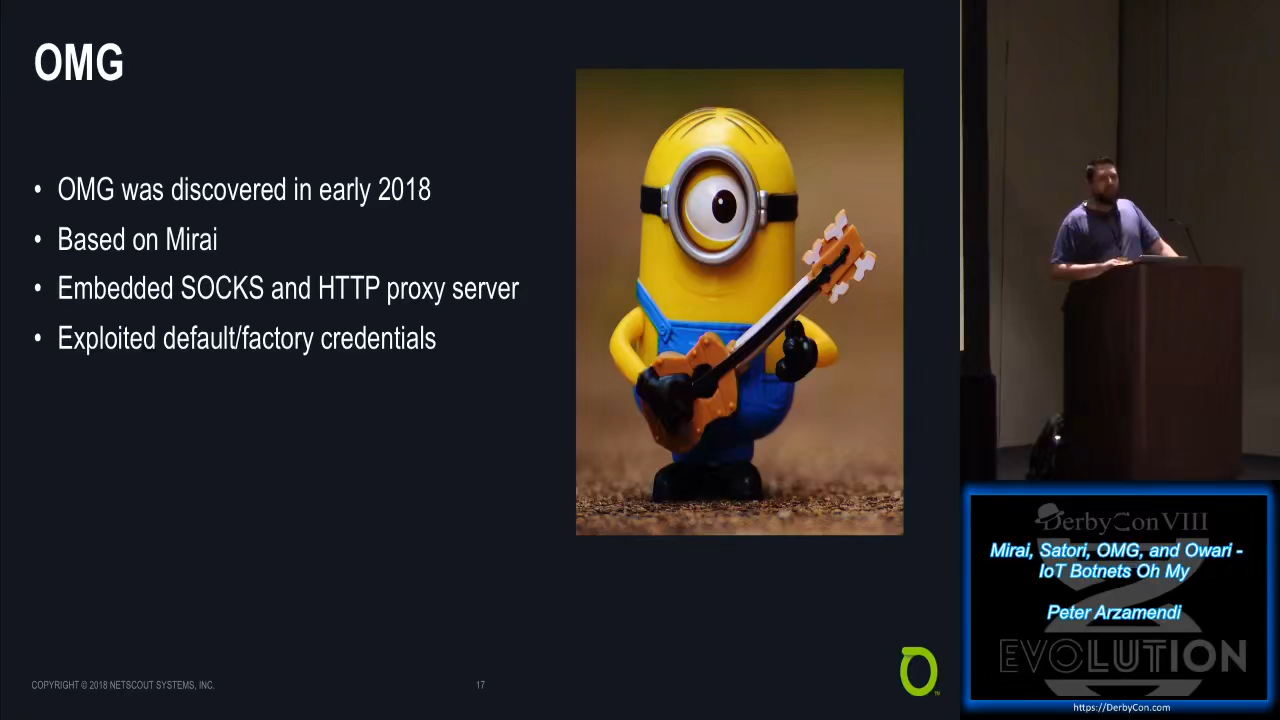 OMG
• OMG was discovered in early 2018
• Based on Mirai
• Embedded SOCKS and HTTP proxy server
• Exploited default/factory credentials
COPYRIGHT © 2018 NETSCOUT SYSTEMS, INC.
17
TM
DerbyCon VIII
Mirai, Satori, OMG, and Owari -
IoT Botnets Oh My
Peter Arzamendi
EVOLUTION
https://DerbyCon.com